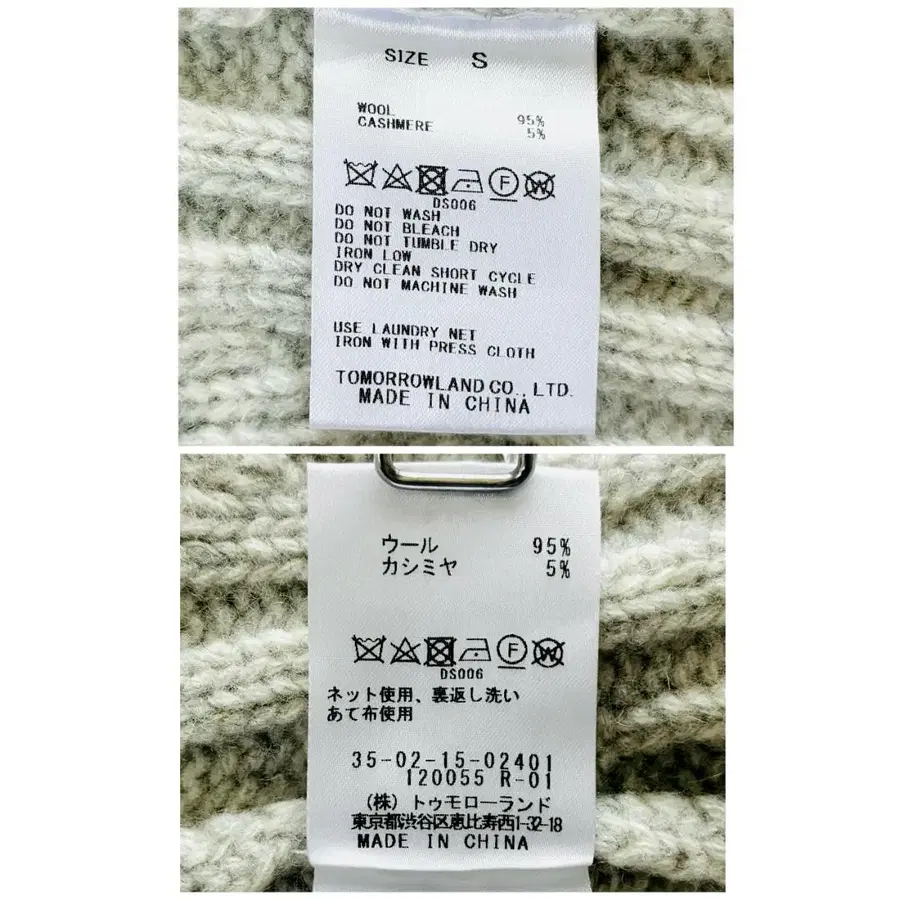 SIZE S
WOOL 95%
CASHMERE 5%
F W
DS006
DO NOT WASH
DO NOT BLEACH
DO NOT TUMBLE DRY
IRON LOW
DRY CLEAN SHORT CYCLE
DO NOT MACHINE WASH
USE LAUNDRY NET
IRON WITH PRESS CLOTH
TOMORROWLAND CO., LTD.
MADE IN CHINA
ウール 95%
カシミヤ 5%
F W
DS006
ネット使用、裏返し洗い
あて布使用
35-02-15-02401
120055 R-01
(株) トゥモローランド
東京都渋谷区恵比寿西1-32-18
MADE IN CHINA